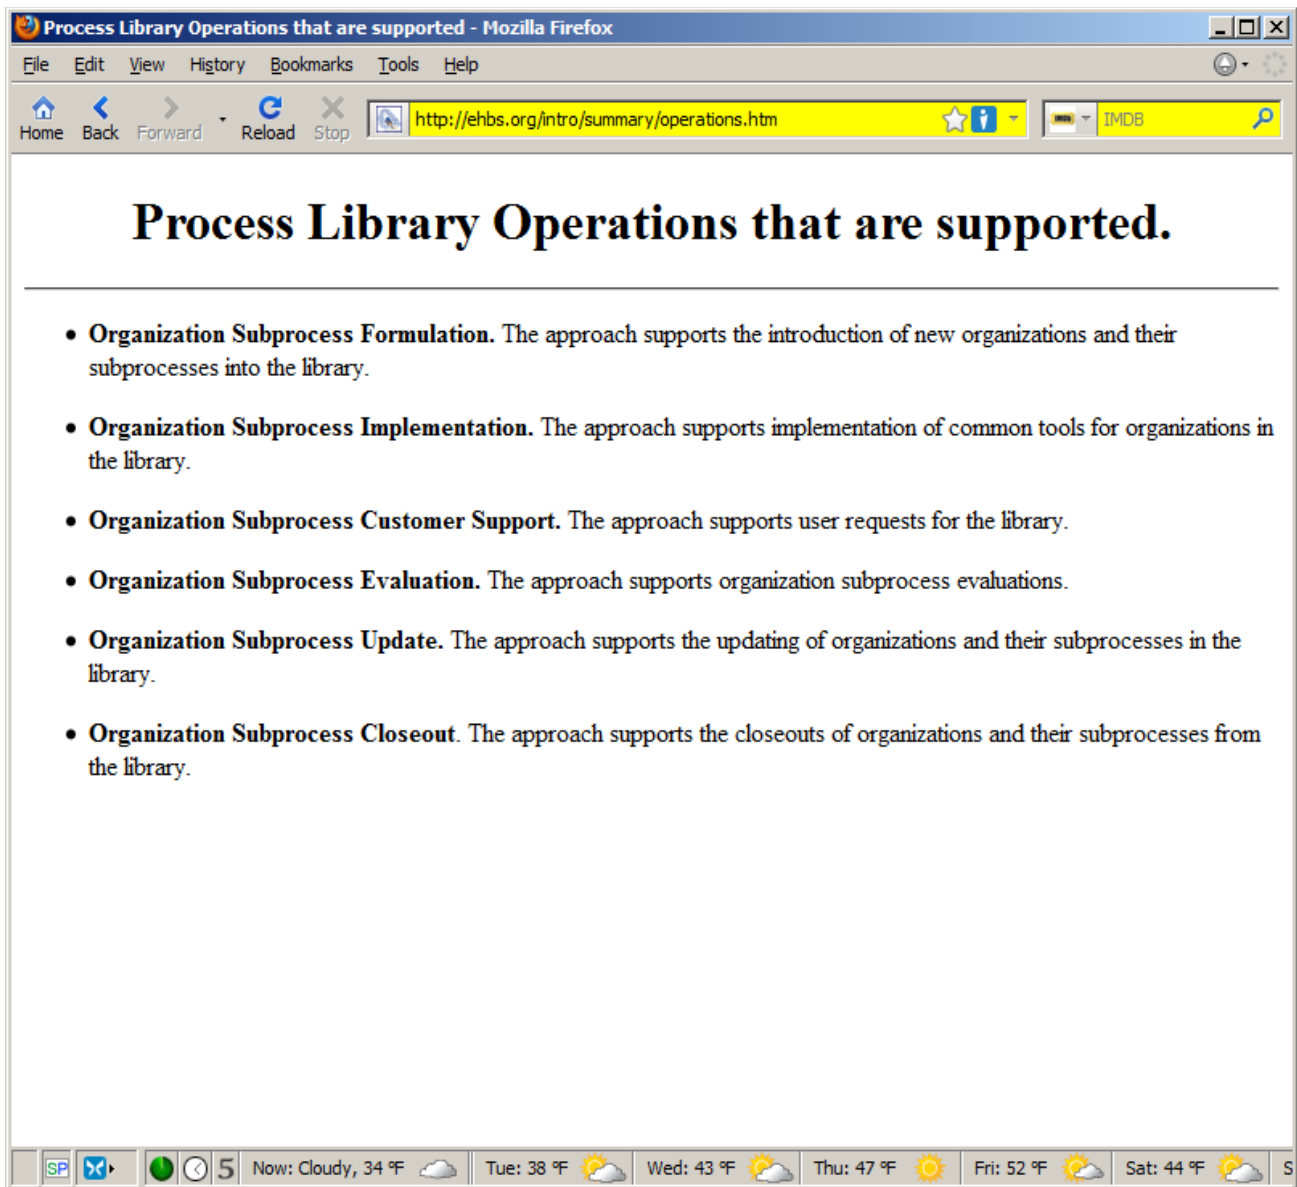 Process Library Operations that are supported - Mozilla Firefox
File Edit View History Bookmarks Tools Help
Home Back Forward Reload Stop http://ehbs.org/intro/summary/operations.htm IMDB
Process Library Operations that are supported.
• Organization Subprocess Formulation. The approach supports the introduction of new organizations and their
subprocesses into the library.
• Organization Subprocess Implementation. The approach supports implementation of common tools for organizations in
the library.
• Organization Subprocess Customer Support. The approach supports user requests for the library.
• Organization Subprocess Evaluation. The approach supports organization subprocess evaluations.
• Organization Subprocess Update. The approach supports the updating of organizations and their subprocesses in the
library.
• Organization Subprocess Closeout. The approach supports the closeouts of organizations and their subprocesses from
the library.
SP 5 Now: Cloudy, 34 °F Tue: 38 °F Wed: 43 °F Thu: 47 °F Fri: 52 °F Sat: 44 °F S